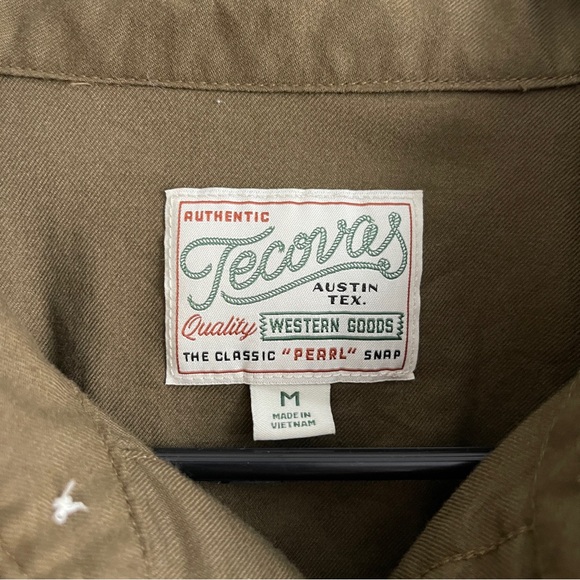 AUTHENTIC
Tecovas
AUSTIN
TEX.
Quality WESTERN GOODS
THE CLASSIC "PEARL" SNAP
M
MADE IN
VIETNAM